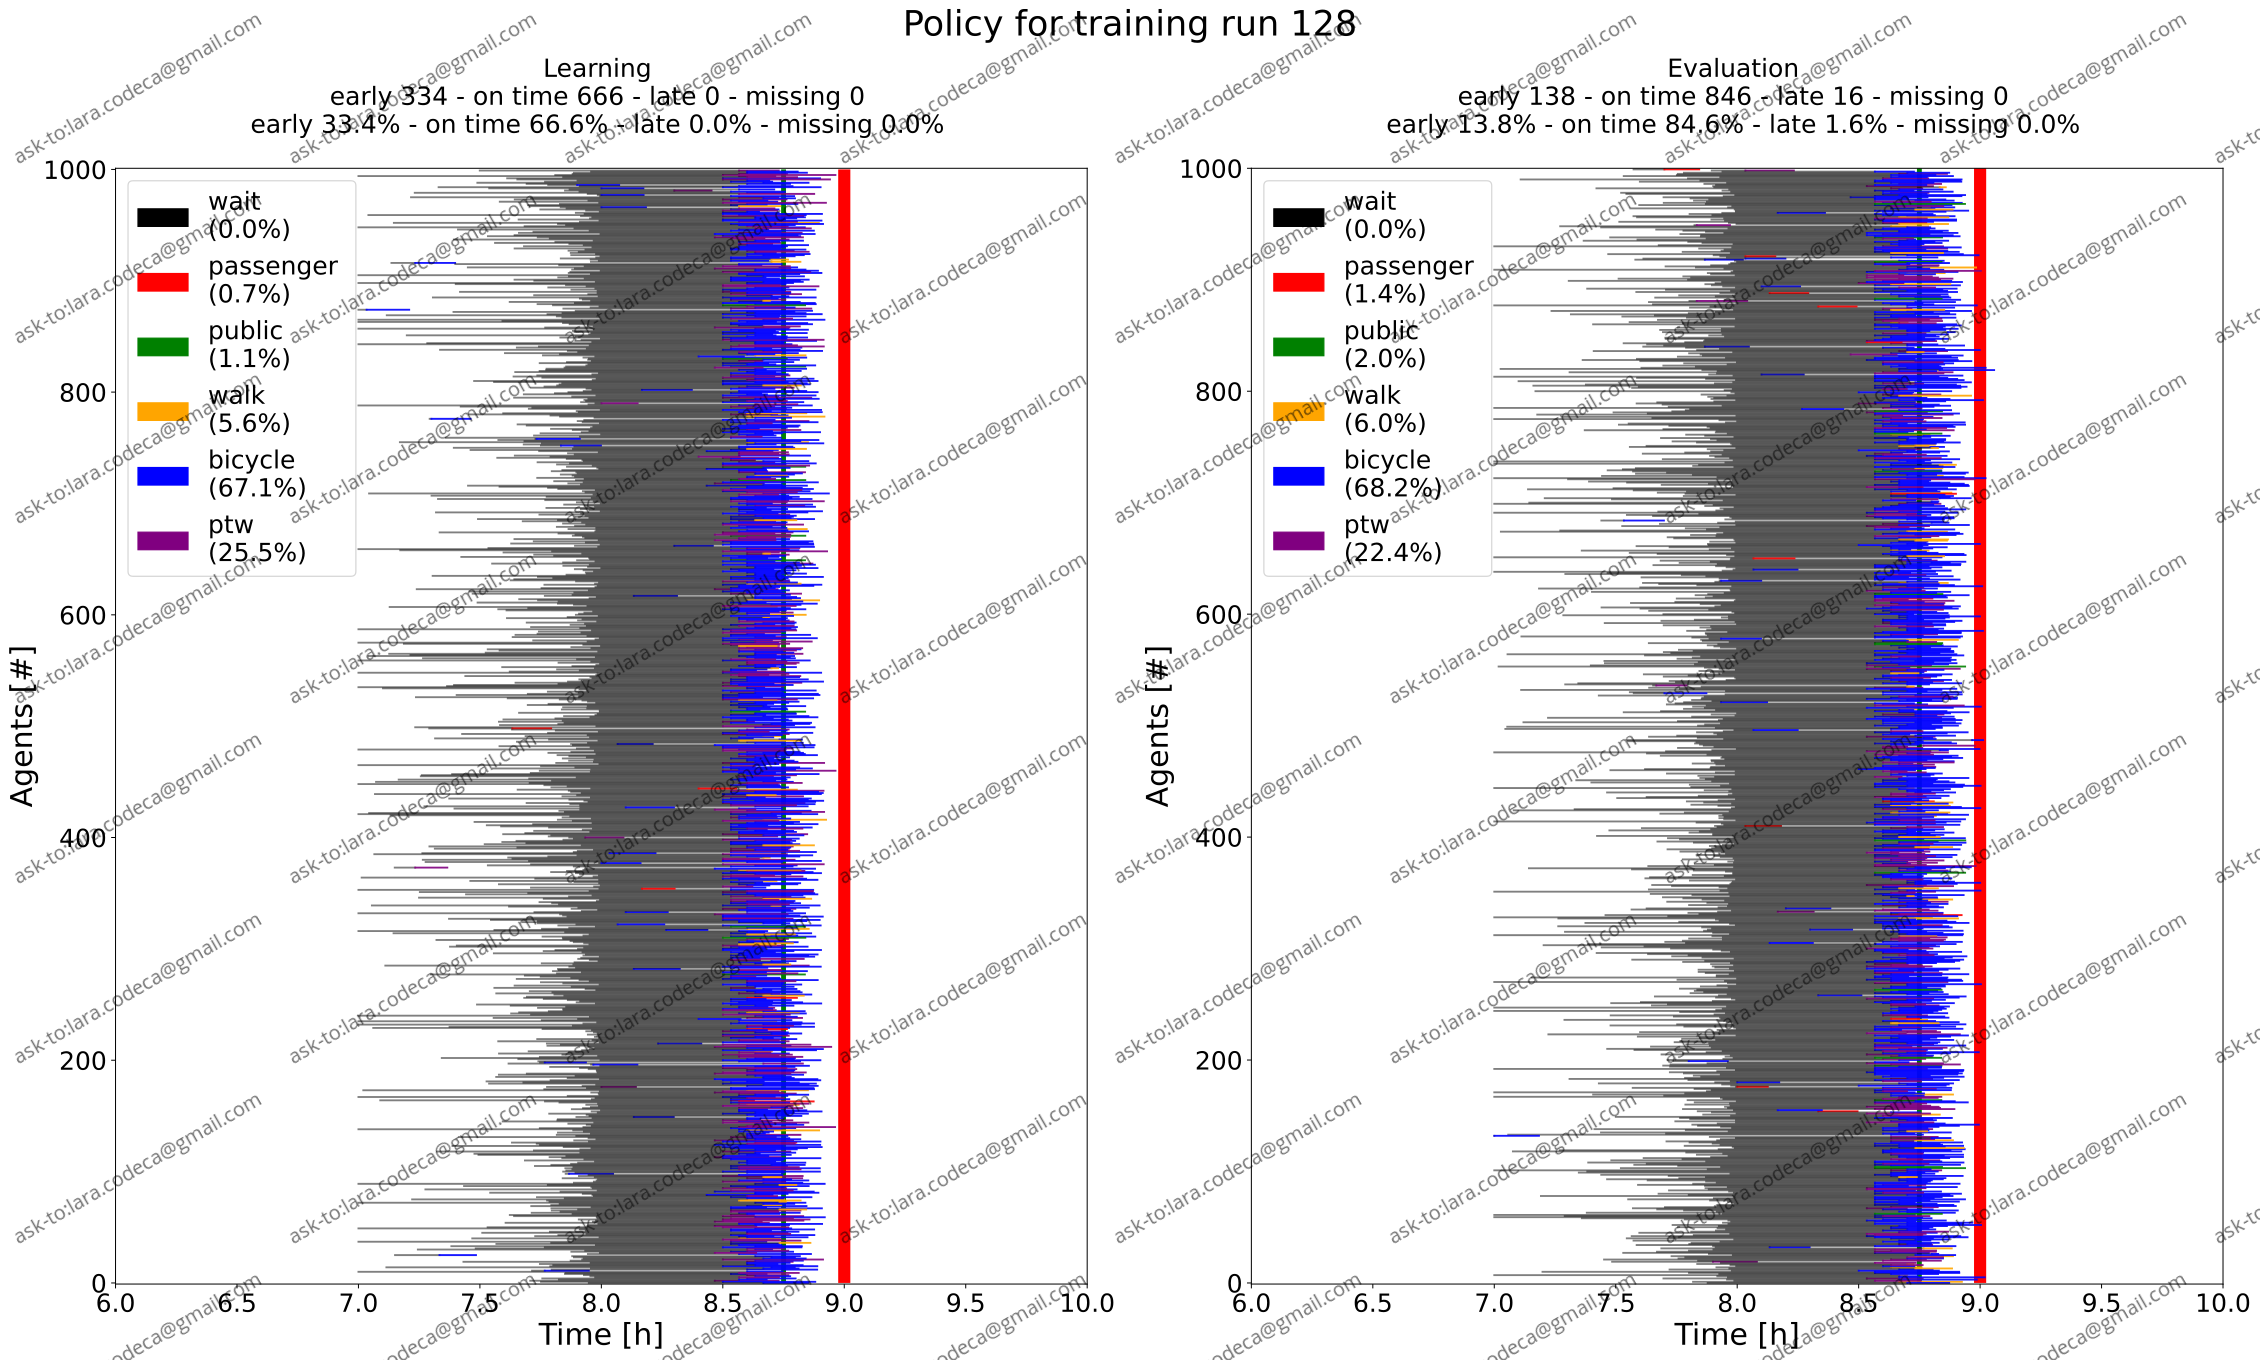 Policy for training run 128
Learning
early 334 - on time 666 - late 0 - missing 0
early 33.4% - on time 66.6% - late 0.0% - missing 0.0%
1000
800
600
400
200
0
Agents [#]
wait
(0.0%)
passenger
(0.7%)
public
(1.1%)
walk
(5.6%)
bicycle
(67.1%)
ptw
(25.5%)
6.0 6.5 7.0 7.5 8.0 8.5 9.0 9.5 10.0
Time [h]
Evaluation
early 138 - on time 846 - late 16 - missing 0
early 13.8% - on time 84.6% - late 1.6% - missing 0.0%
1000
800
600
400
200
0
Agents [#]
wait
(0.0%)
passenger
(1.4%)
public
(2.0%)
walk
(6.0%)
bicycle
(68.2%)
ptw
(22.4%)
6.0 6.5 7.0 7.5 8.0 8.5 9.0 9.5 10.0
Time [h]
ask-to:lara.codeca@gmail.com